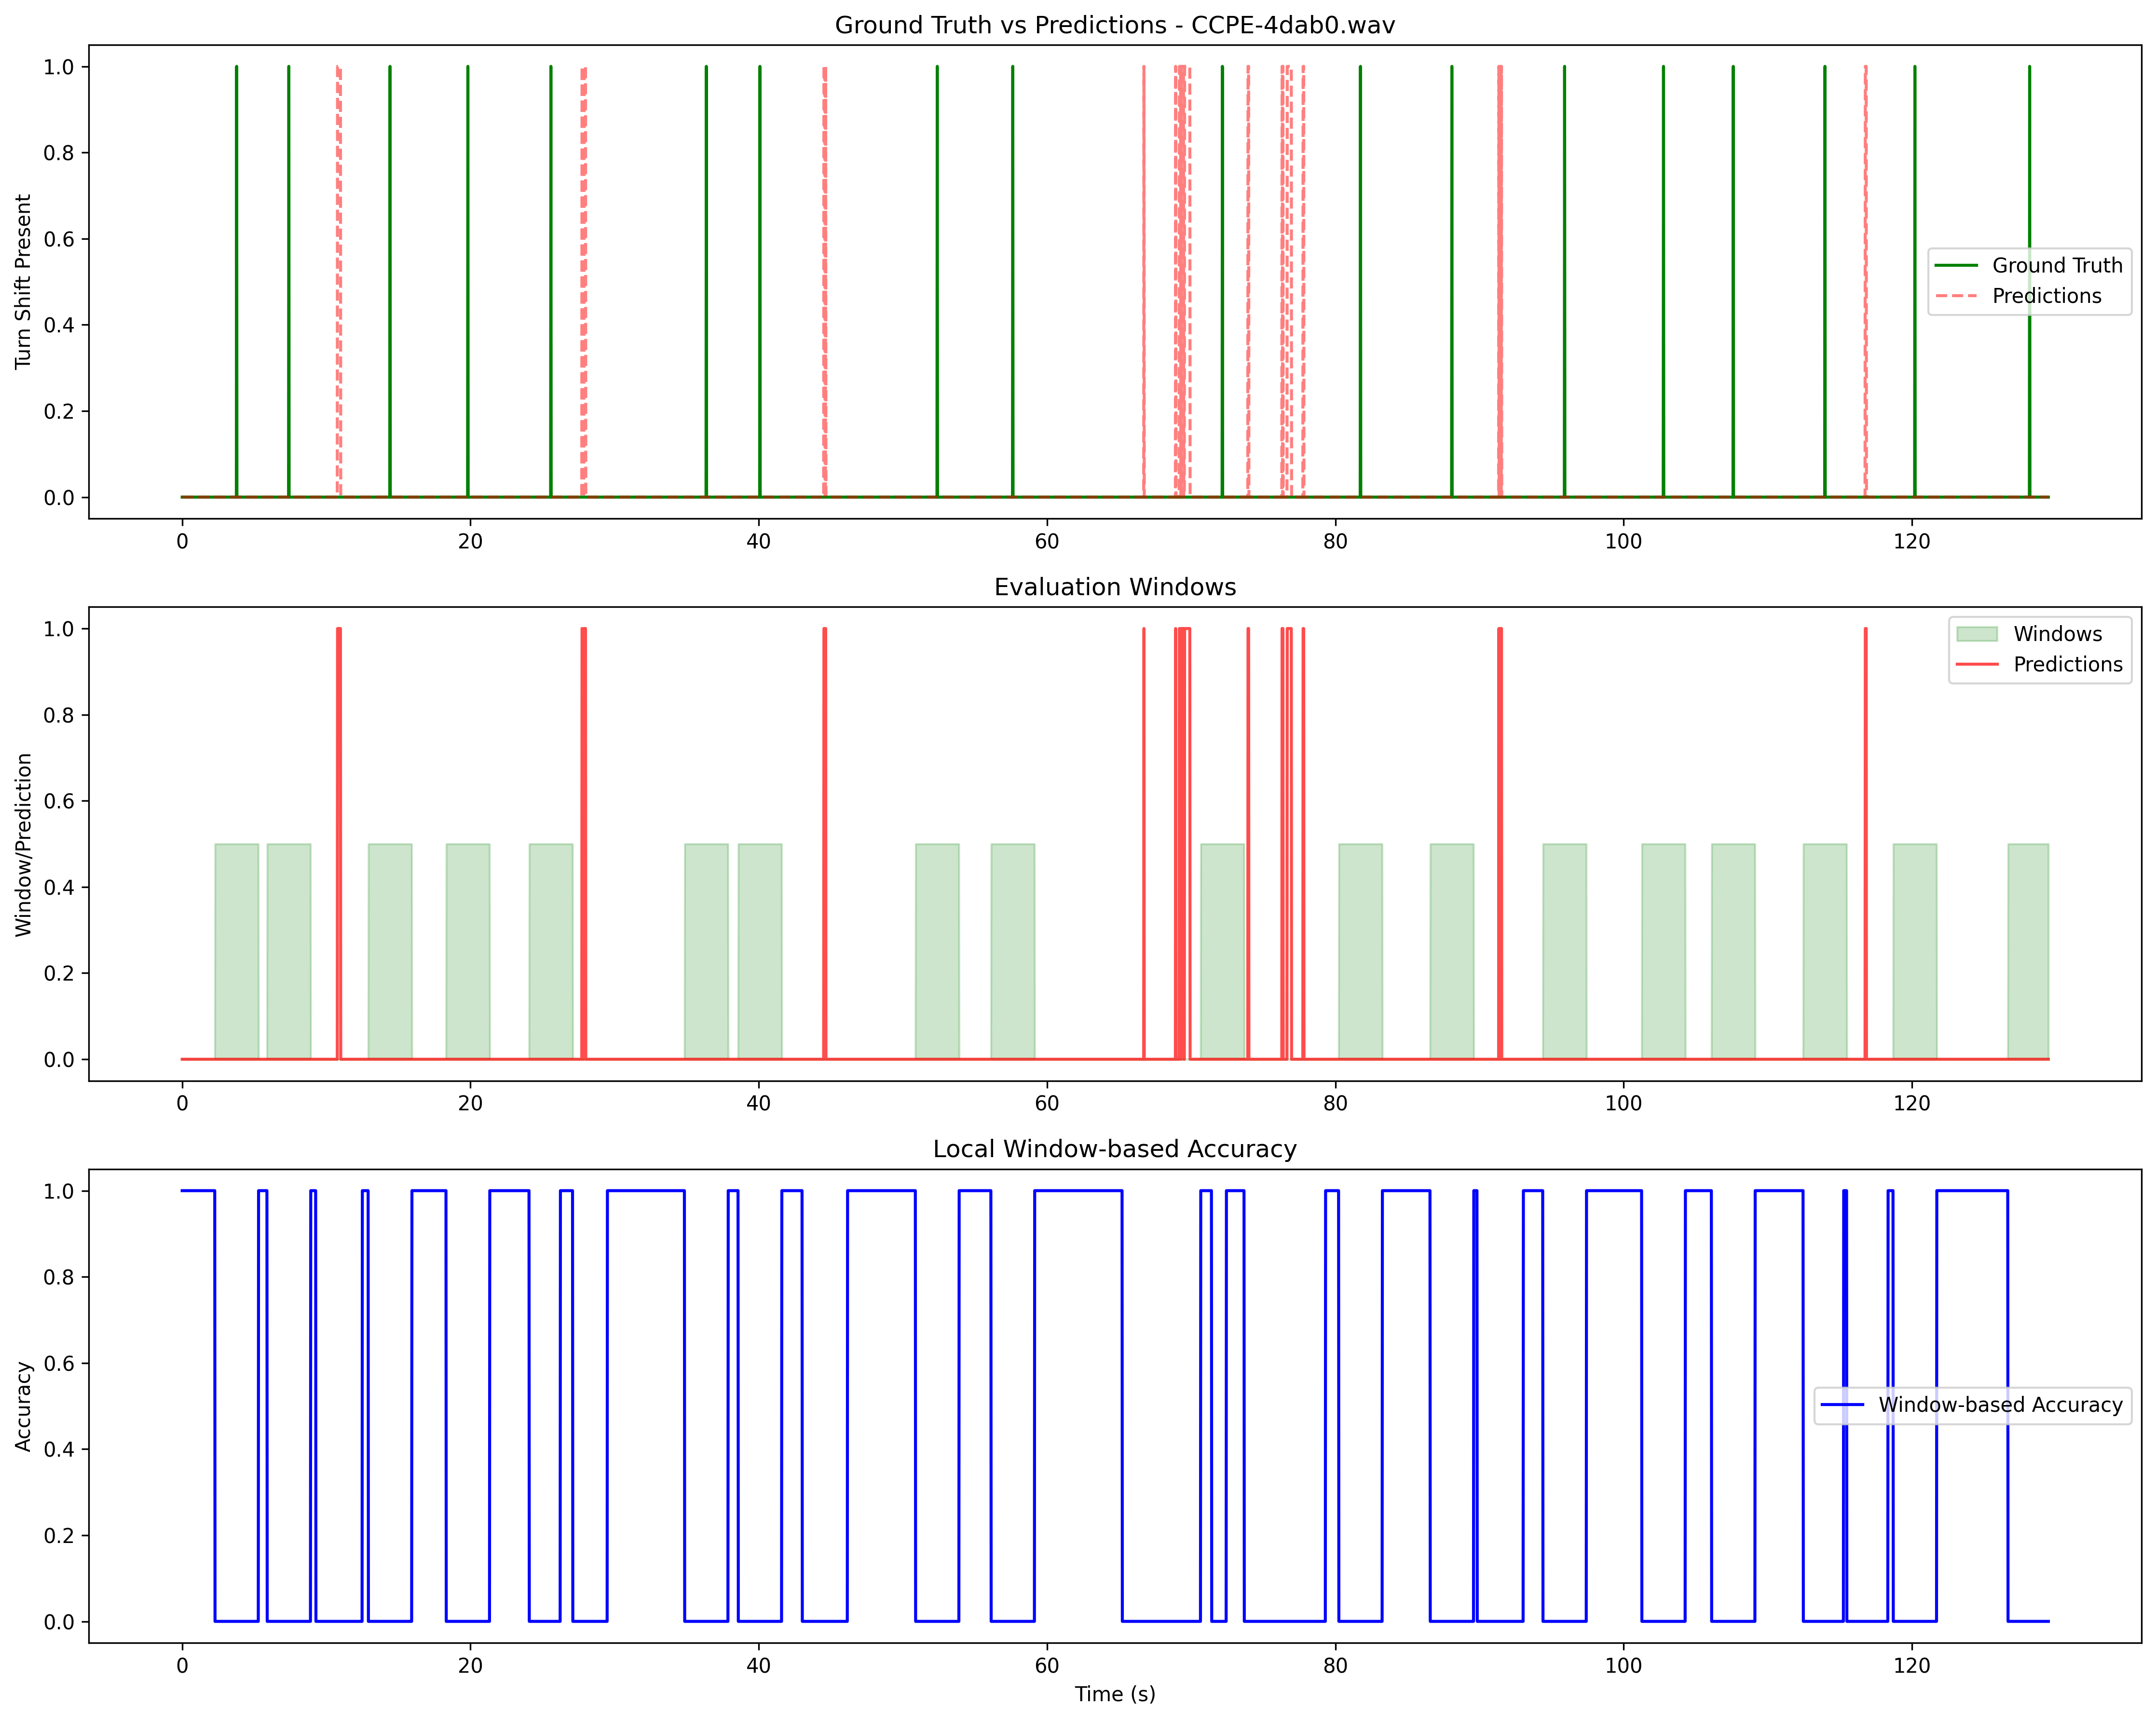 Ground Truth vs Predictions - CCPE-4dab0.wav
Turn Shift Present
1.0
0.8
0.6
0.4
0.2
0.0
Ground Truth
Predictions
0 20 40 60 80 100 120
Evaluation Windows
Window/Prediction
1.0
0.8
0.6
0.4
0.2
0.0
Windows
Predictions
0 20 40 60 80 100 120
Local Window-based Accuracy
Accuracy
1.0
0.8
0.6
0.4
0.2
0.0
Window-based Accuracy
0 20 40 60 80 100 120
Time (s)